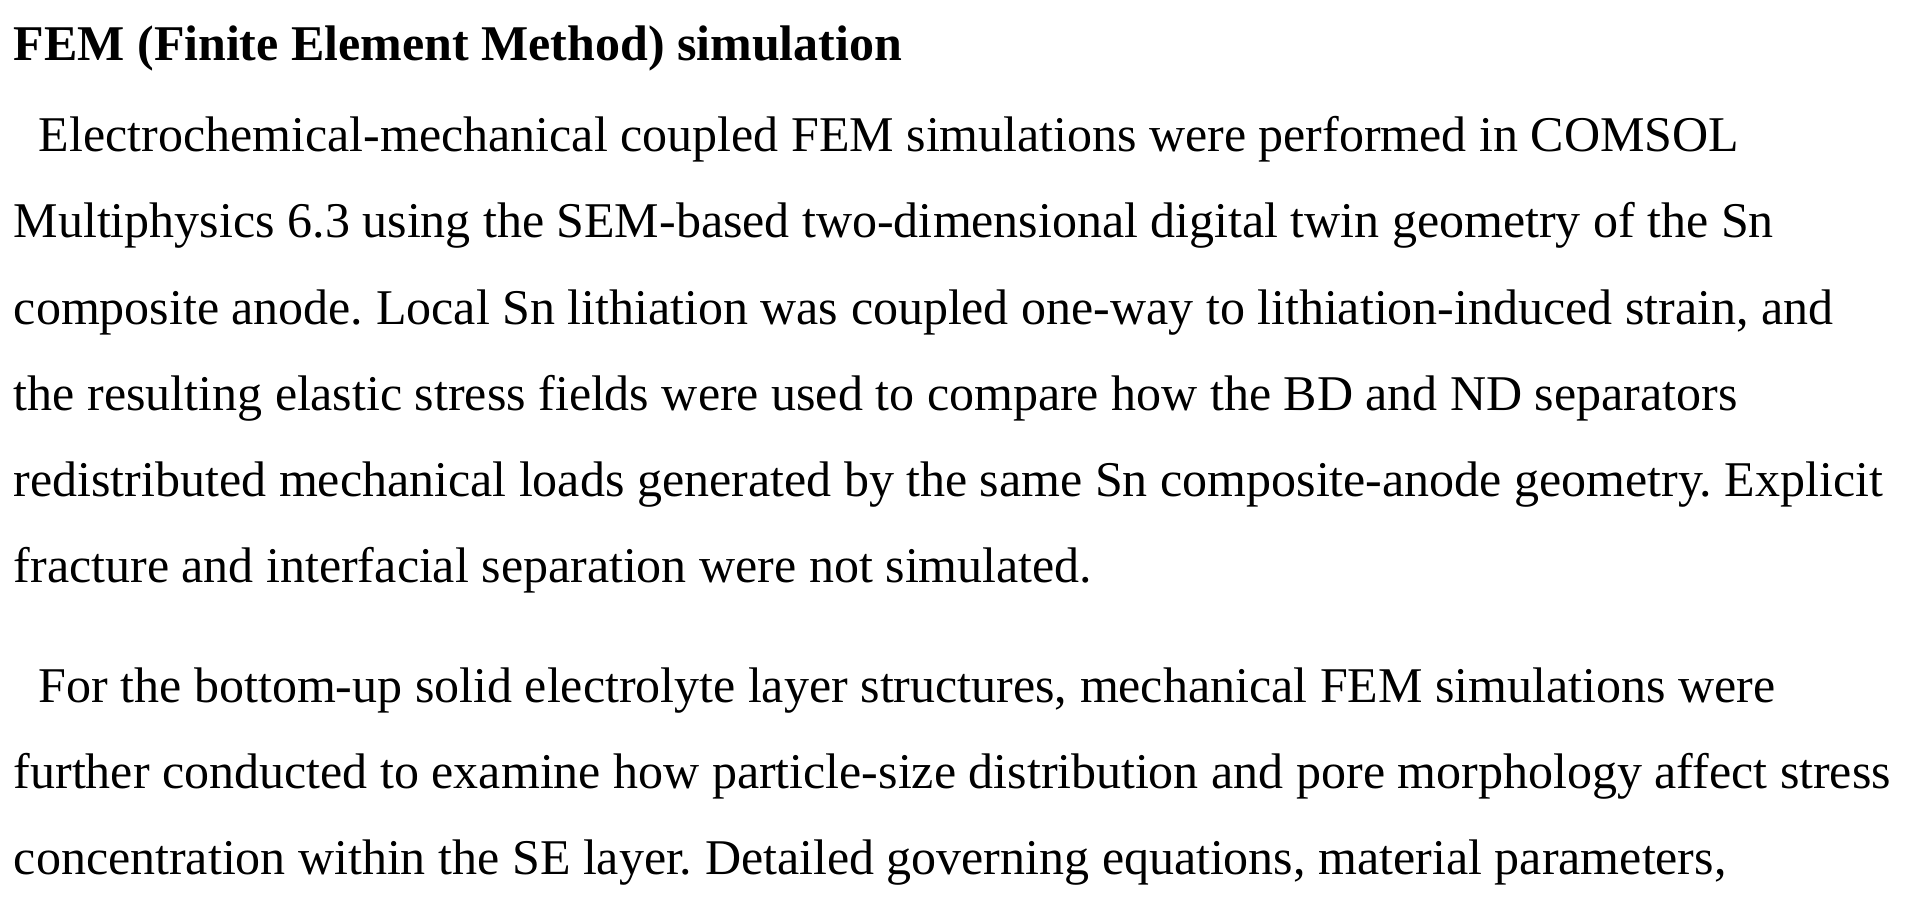 FEM (Finite Element Method) simulation
Electrochemical-mechanical coupled FEM simulations were performed in COMSOL
Multiphysics 6.3 using the SEM-based two-dimensional digital twin geometry of the Sn
composite anode. Local Sn lithiation was coupled one-way to lithiation-induced strain, and
the resulting elastic stress fields were used to compare how the BD and ND separators
redistributed mechanical loads generated by the same Sn composite-anode geometry. Explicit
fracture and interfacial separation were not simulated.
For the bottom-up solid electrolyte layer structures, mechanical FEM simulations were
further conducted to examine how particle-size distribution and pore morphology affect stress
concentration within the SE layer. Detailed governing equations, material parameters,